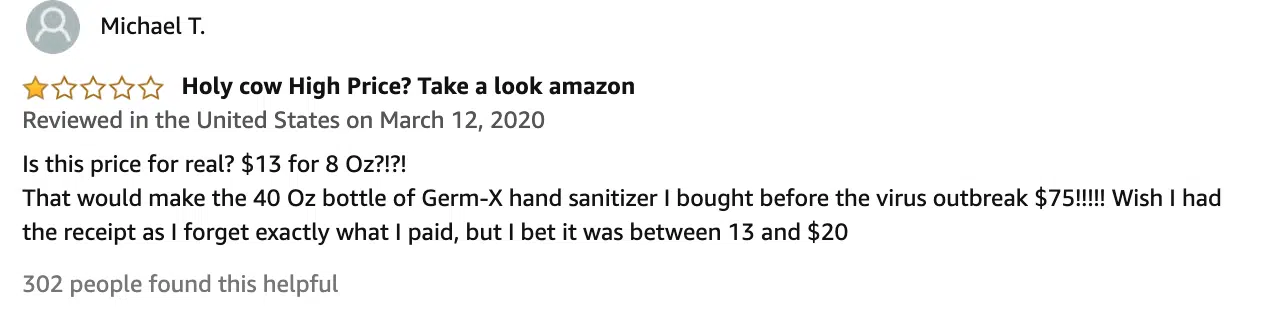 Michael T.
Holy cow High Price? Take a look amazon
Reviewed in the United States on March 12, 2020
Is this price for real? $13 for 8 Oz?!?!
That would make the 40 Oz bottle of Germ-X hand sanitizer I bought before the virus outbreak $75!!!!! Wish I had
the receipt as I forget exactly what I paid, but I bet it was between 13 and $20
302 people found this helpful